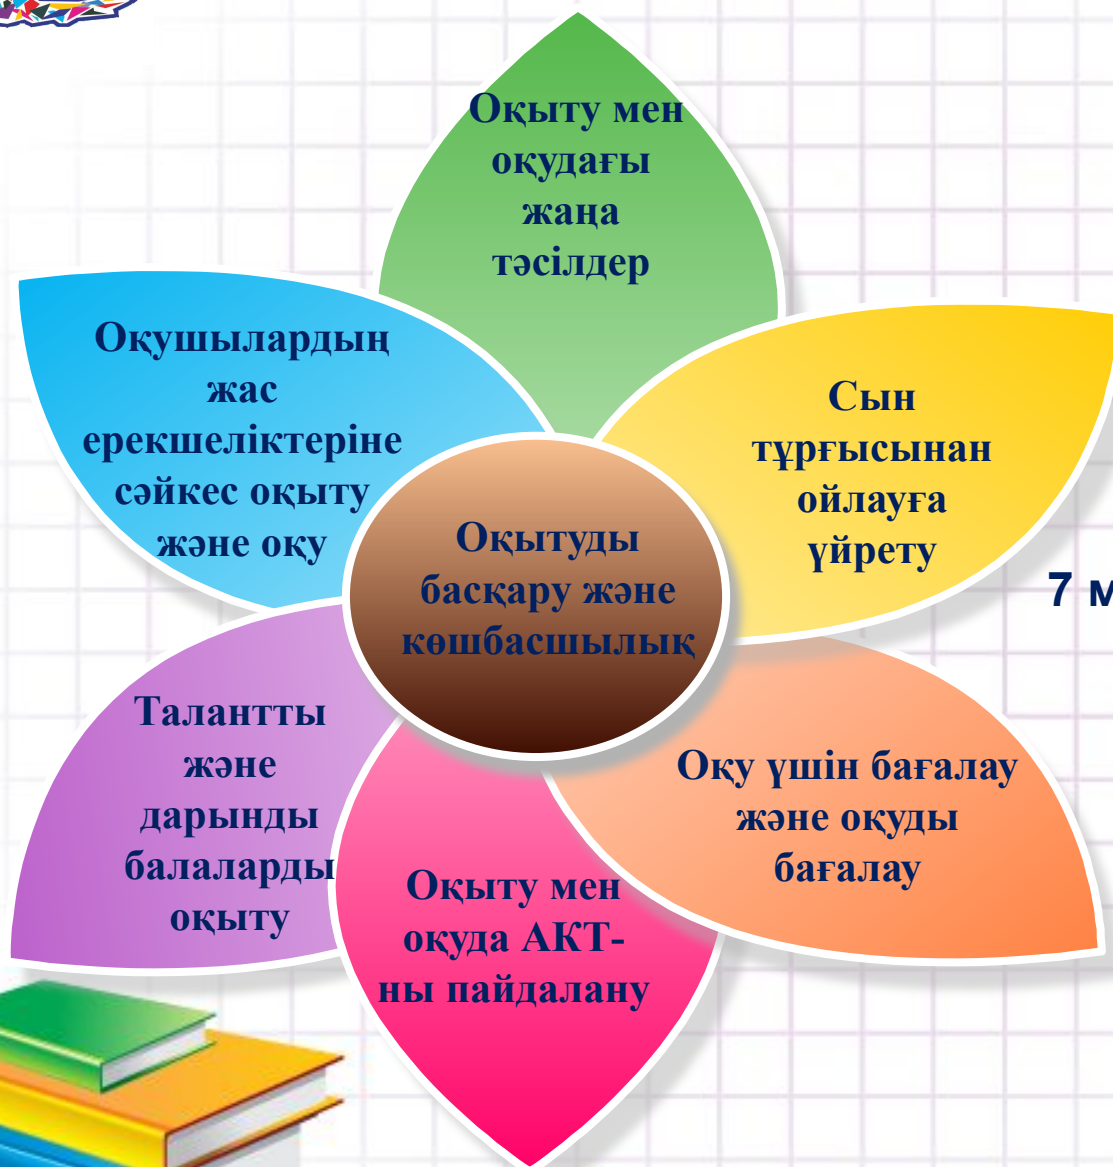 Оқыту мен
оқудағы
жаңа
тәсілдер
Оқушылардың
жас
ерекшеліктеріне
сәйкес оқыту
және оқу
Сын
тұрғысынан
ойлауға
үйрету
Оқытуды
басқару және
көшбасшылық
7 м
Талантты
және
дарынды
балаларды
оқыту
Оқу үшін бағалау
және оқуды
бағалау
Оқыту мен
оқуда АКТ-
ны пайдалану